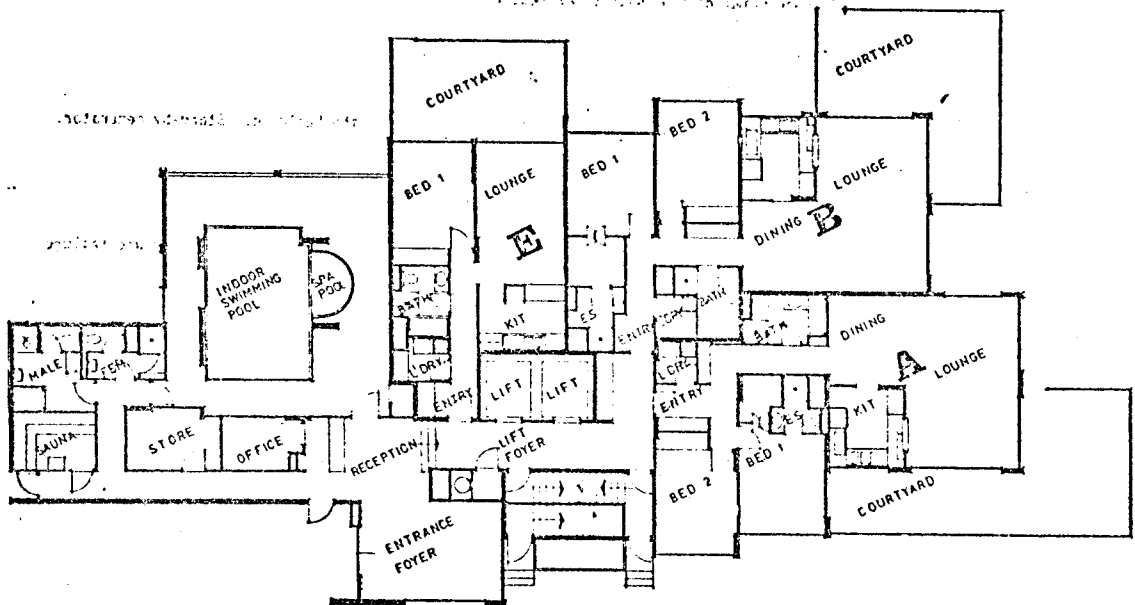 COURTYARD
COURTYARD
BED 2
BED 1
LOUNGE
BED 1
LOUNGE
DINING
B
INDOOR
SWIMMING
POOL
SPA
POOL
BATH
KIT
ES
ENTRY
BATH
BATH
DINING
A
LOUNGE
MALE
FEM
L'DRY
ENTRY
LIFT
LIFT
ENTRY
ES
KIT
BED 1
SAUNA
STORE
OFFICE
RECEPTION
LIFT
FOYER
BED 2
COURTYARD
ENTRANCE
FOYER